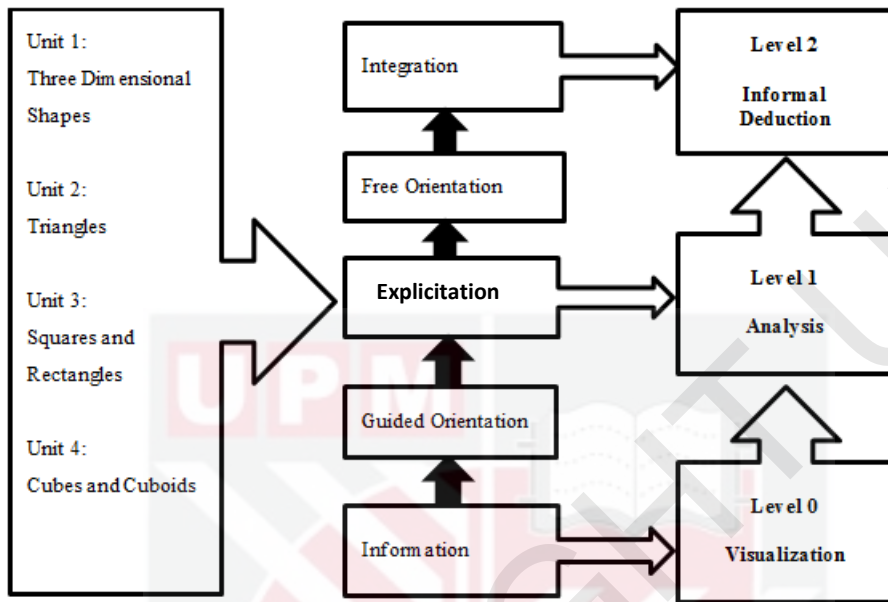 Unit 1:
Three Dimensional
Shapes
Unit 2:
Triangles
Unit 3:
Squares and
Rectangles
Unit 4:
Cubes and Cuboids
Integration
Free Orientation
Explicitation
Guided Orientation
Information
Level 2
Informal
Deduction
Level 1
Analysis
Level 0
Visualization
UPM